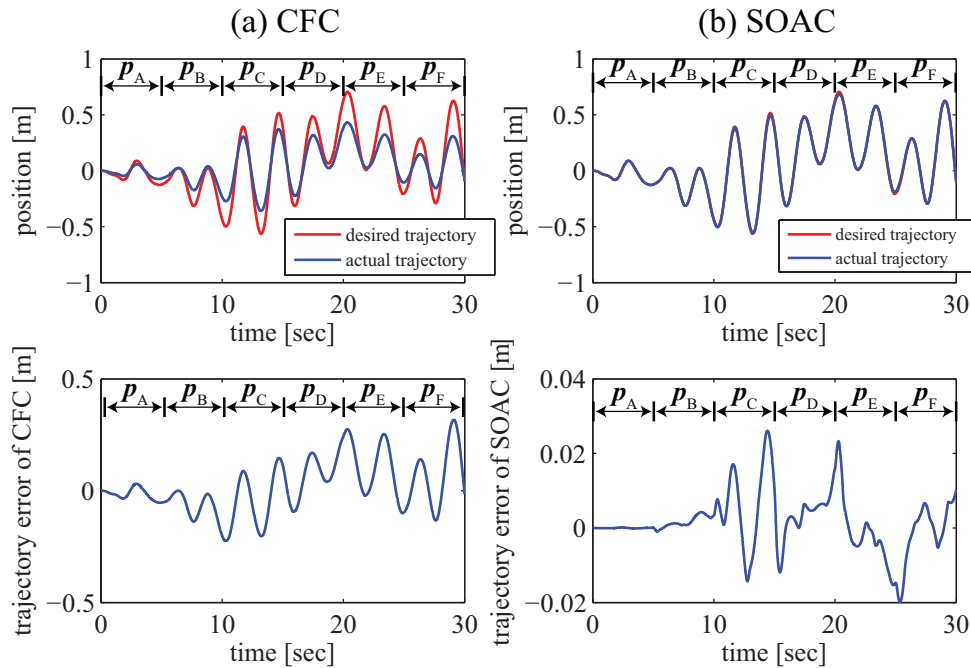 (a) CFC
position [m]
1
0.5
0
−0.5
−1
p_A p_B p_C p_D p_E p_F
desired trajectory
actual trajectory
0 10 20 30
time [sec]
(b) SOAC
position [m]
1
0.5
0
−0.5
−1
p_A p_B p_C p_D p_E p_F
desired trajectory
actual trajectory
0 10 20 30
time [sec]
trajectory error of CFC [m]
0.5
0
−0.5
p_A p_B p_C p_D p_E p_F
0 10 20 30
time [sec]
trajectory error of SOAC [m]
0.04
0.02
0
−0.02
p_A p_B p_C p_D p_E p_F
0 10 20 30
time [sec]